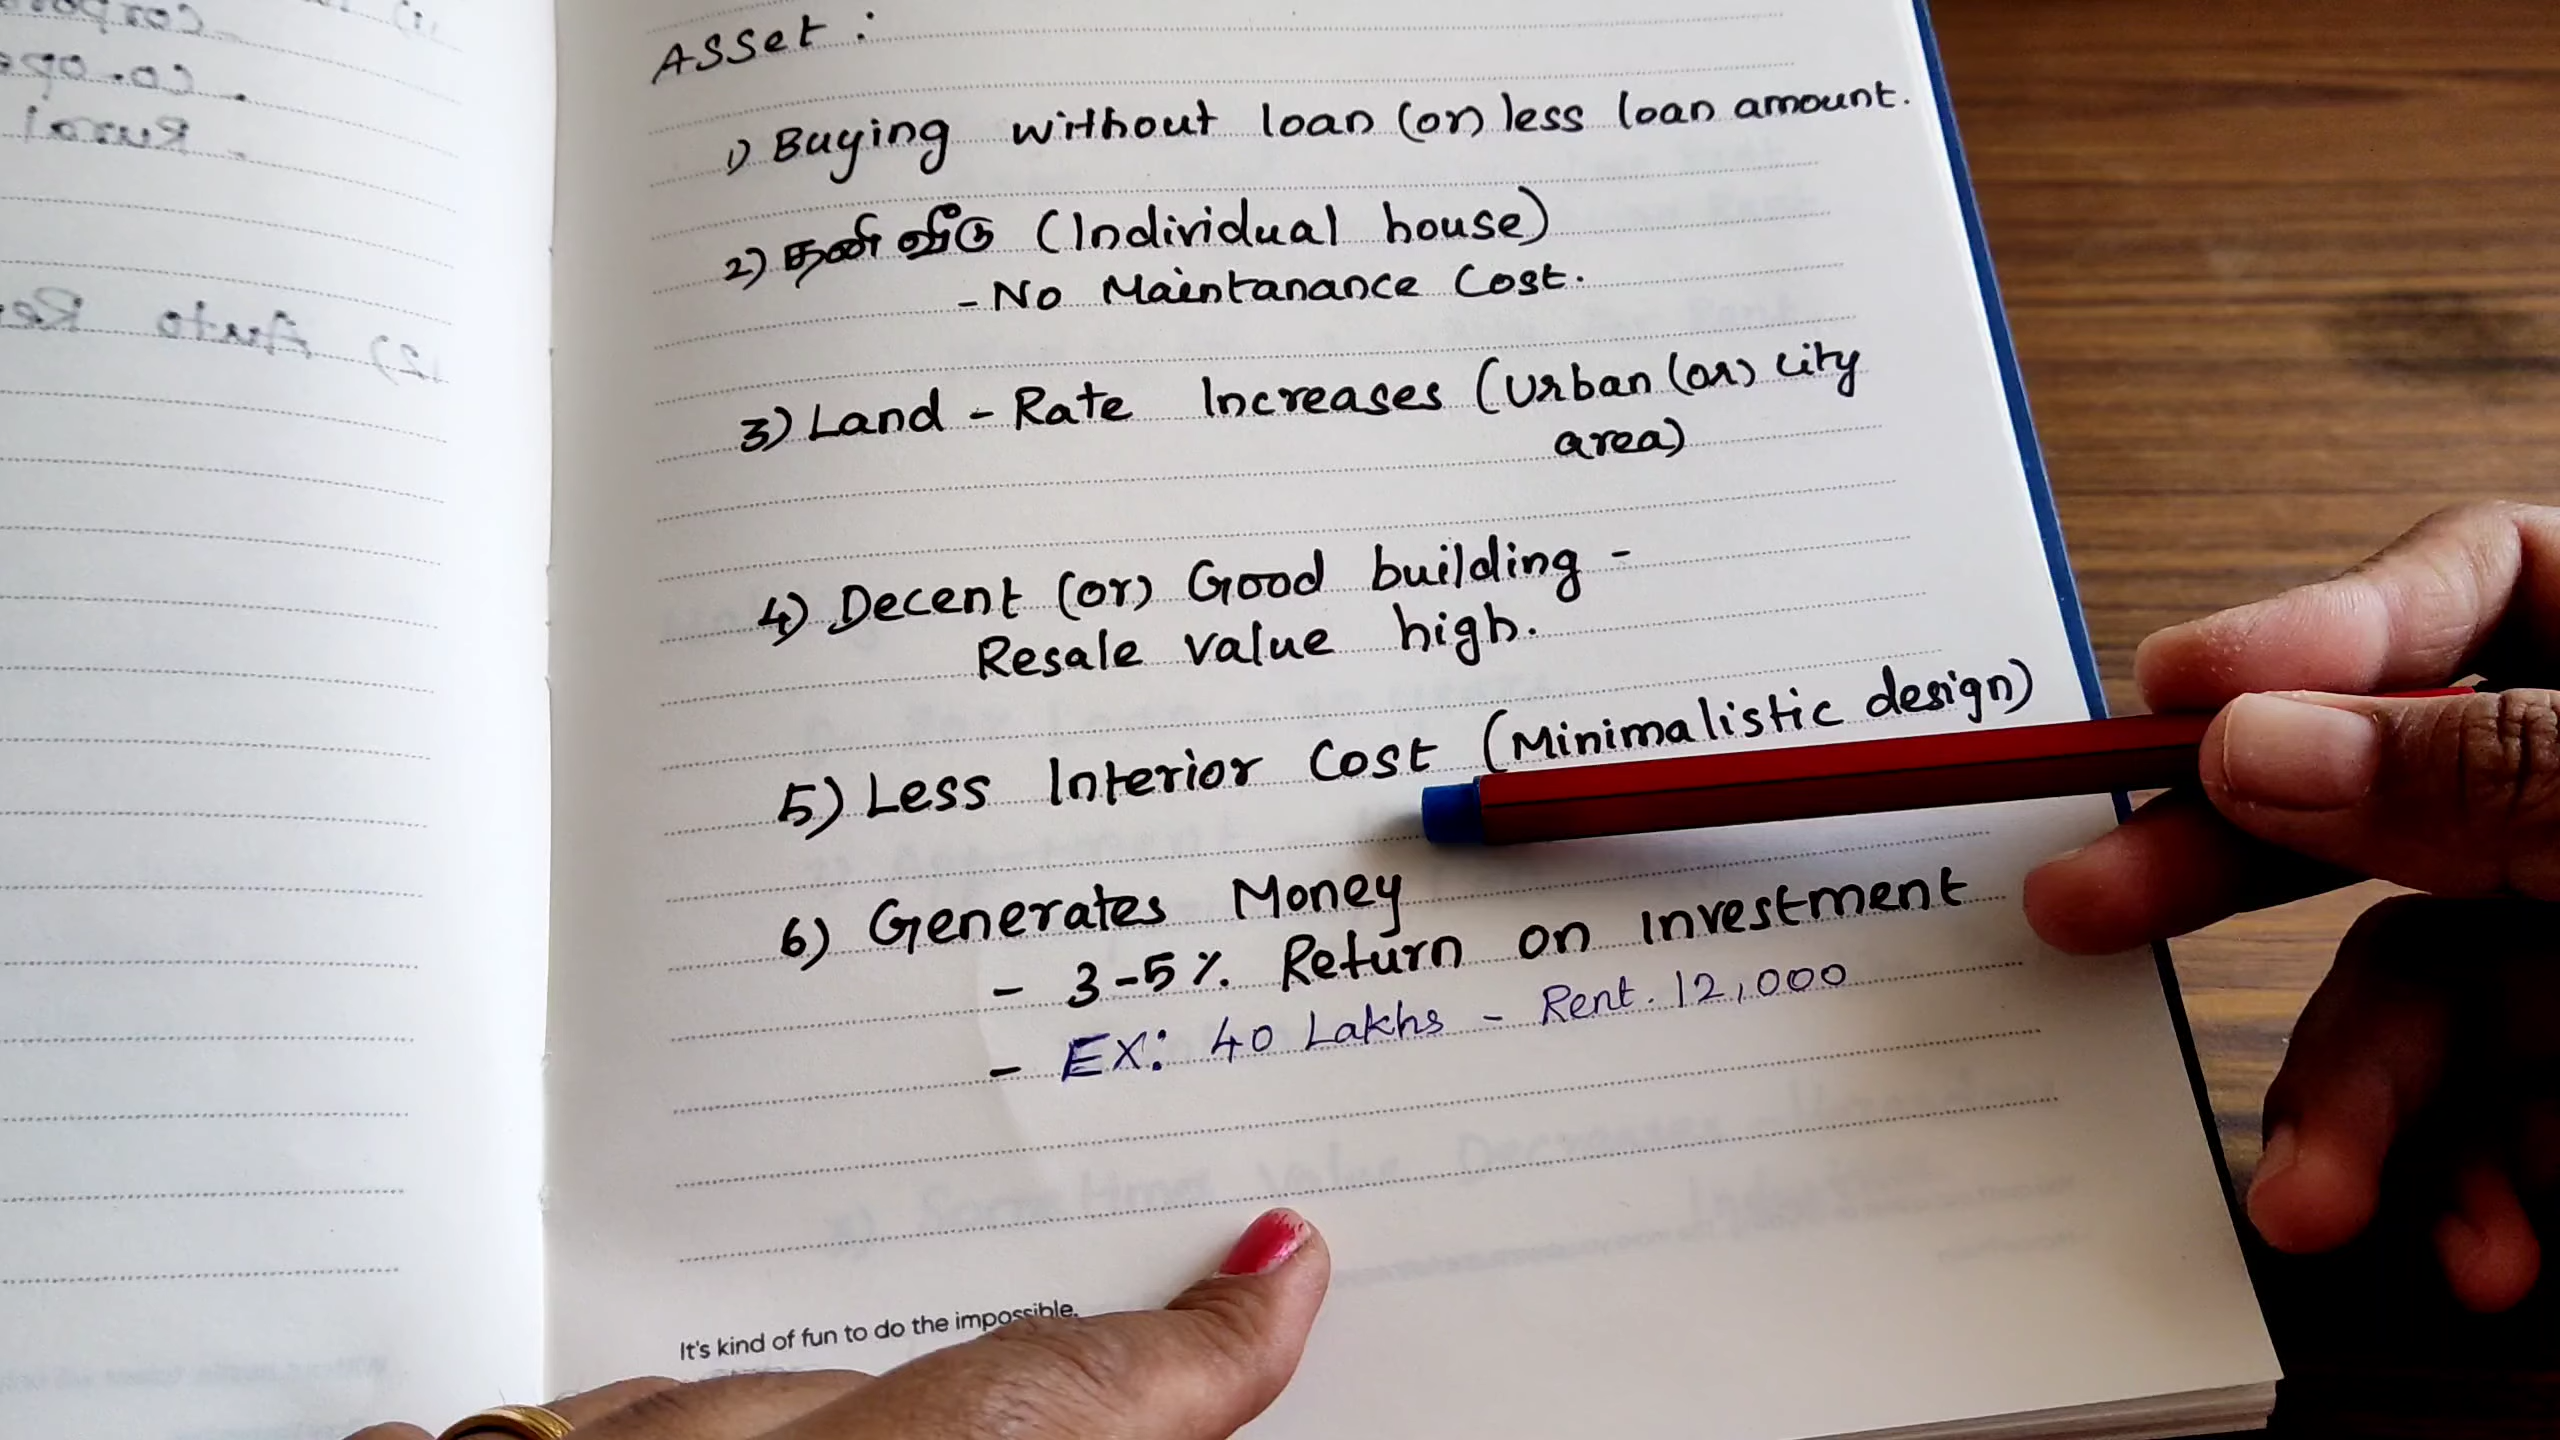 Asset :
1) Buying without loan (or) less loan amount.
2) தனி வீடு (Individual house)
- No Maintanance Cost.
3) Land - Rate Increases (Urban (or) city
area)
4) Decent (or) Good building -
Resale value high.
5) Less Interior Cost (Minimalistic design)
6) Generates Money
- 3-5% Return on investment
- EX: 40 Lakhs - Rent. 12,000
It's kind of fun to do the impossible.